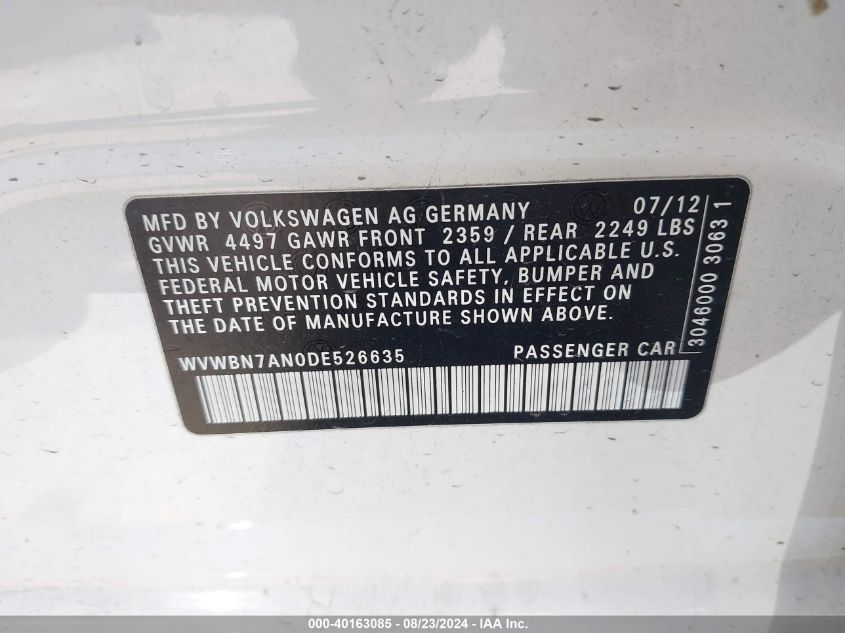 MFD BY VOLKSWAGEN AG GERMANY 07/12
GVWR 4497 GAWR FRONT 2359 / REAR 2249 LBS
THIS VEHICLE CONFORMS TO ALL APPLICABLE U.S.
FEDERAL MOTOR VEHICLE SAFETY, BUMPER AND
THEFT PREVENTION STANDARDS IN EFFECT ON
THE DATE OF MANUFACTURE SHOWN ABOVE.
WVWBN7AN0DE526635 PASSENGER CAR
3046000 3063 1
000-40163085 - 08/23/2024 - IAA Inc.